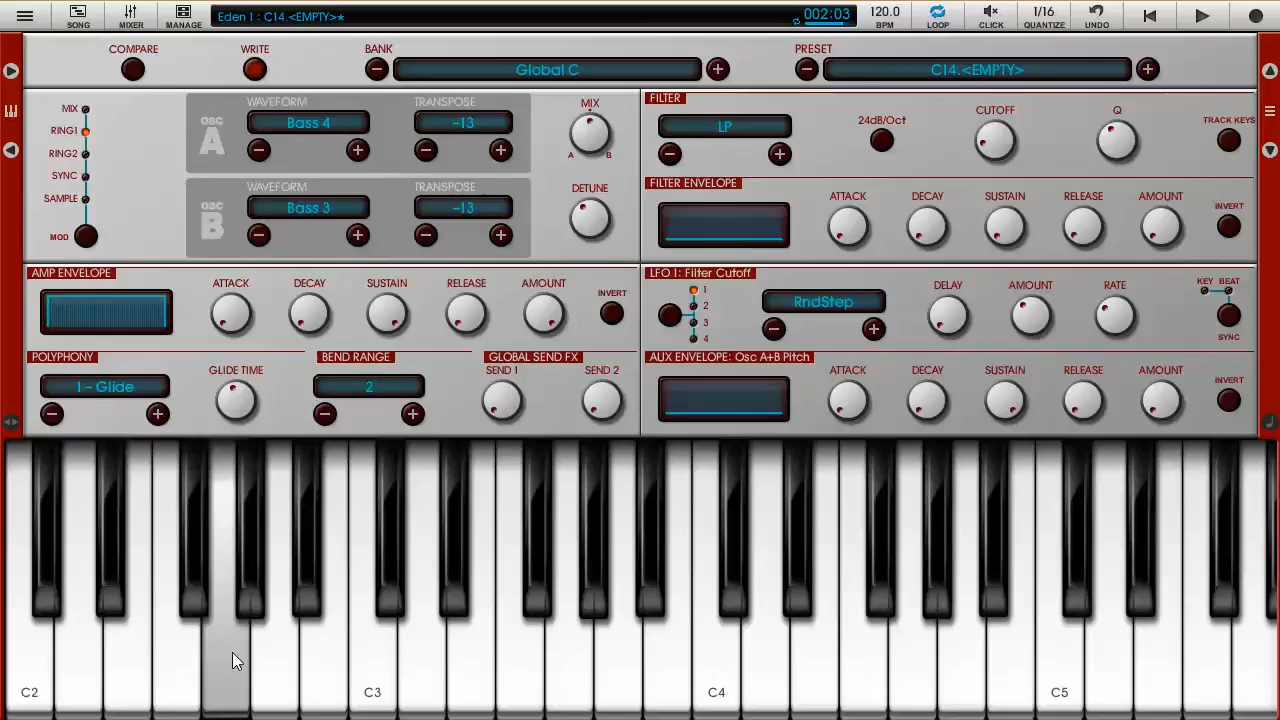 SONG
MIXER
MANAGE
Eden 1 : C14.<EMPTY>*
002:03
120.0
BPM
LOOP
CLICK
1/16
QUANTIZE
UNDO
COMPARE
WRITE
BANK
Global C
PRESET
C14.<EMPTY>
MIX
RING1
RING2
SYNC
SAMPLE
MOD
OSC
A
WAVEFORM
Bass 4
TRANSPOSE
-13
MIX
A B
OSC
B
WAVEFORM
Bass 3
TRANSPOSE
-13
DETUNE
FILTER
LP
24dB/Oct
CUTOFF
Q
TRACK KEYS
FILTER ENVELOPE
ATTACK
DECAY
SUSTAIN
RELEASE
AMOUNT
INVERT
AMP ENVELOPE
ATTACK
DECAY
SUSTAIN
RELEASE
AMOUNT
INVERT
LFO 1: Filter Cutoff
1
2
3
4
RndStep
DELAY
AMOUNT
RATE
KEY BEAT
SYNC
POLYPHONY
1 - Glide
GLIDE TIME
BEND RANGE
2
GLOBAL SEND FX
SEND 1
SEND 2
AUX ENVELOPE: Osc A+B Pitch
ATTACK
DECAY
SUSTAIN
RELEASE
AMOUNT
INVERT
C2
C3
C4
C5